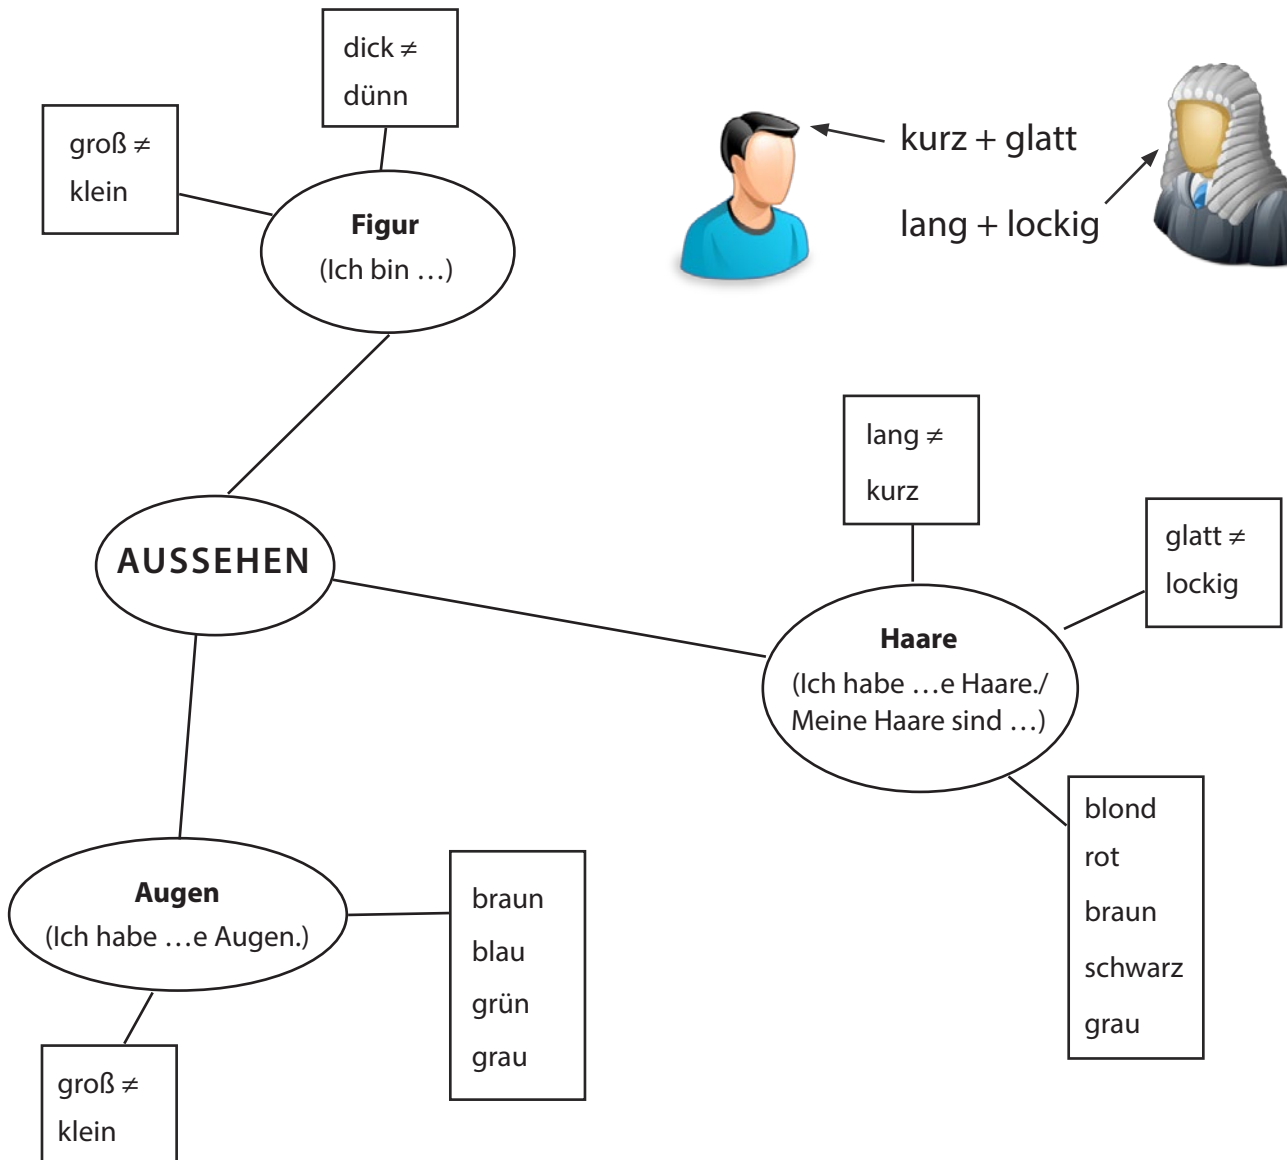 dick ≠
dünn
groß ≠
klein
Figur
(Ich bin …)
kurz + glatt
lang + lockig
AUSSEHEN
lang ≠
kurz
glatt ≠
lockig
Haare
(Ich habe …e Haare./
Meine Haare sind …)
blond
rot
braun
schwarz
grau
Augen
(Ich habe …e Augen.)
braun
blau
grün
grau
groß ≠
klein